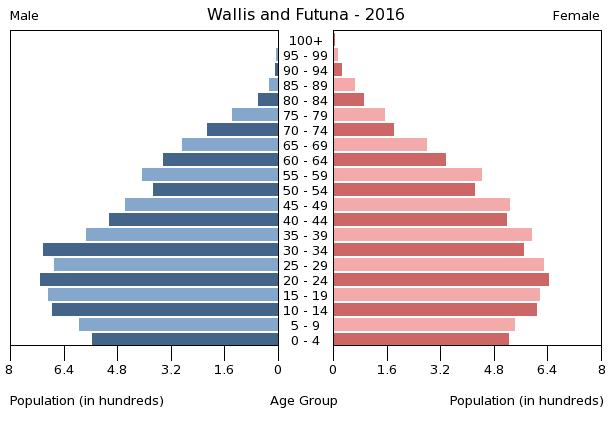 Wallis and Futuna - 2016
Male
Female
100+
95 - 99
90 - 94
85 - 89
80 - 84
75 - 79
70 - 74
65 - 69
60 - 64
55 - 59
50 - 54
45 - 49
40 - 44
35 - 39
30 - 34
25 - 29
20 - 24
15 - 19
10 - 14
5 - 9
0 - 4
8 6.4 4.8 3.2 1.6 0 0 1.6 3.2 4.8 6.4 8
Population (in hundreds) Age Group Population (in hundreds)